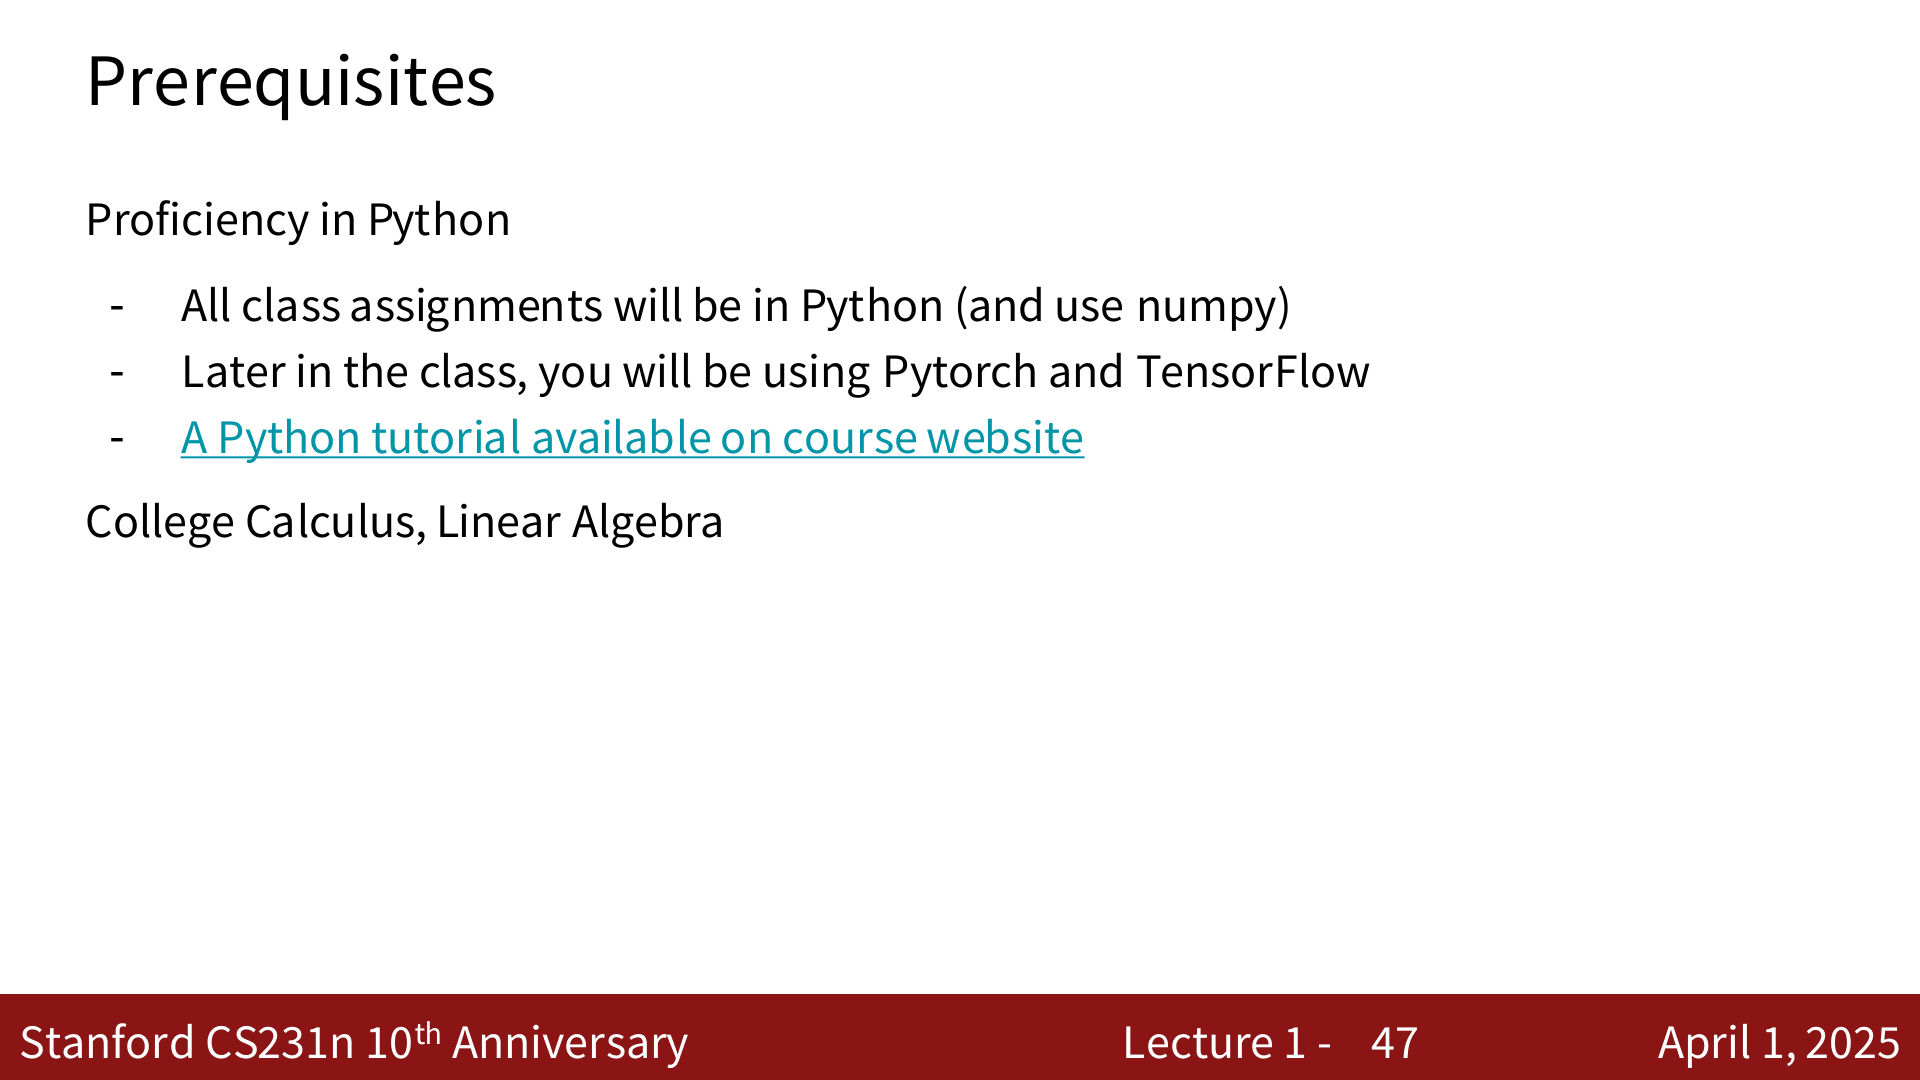 Prerequisites
Proficiency in Python
- All class assignments will be in Python (and use numpy)
- Later in the class, you will be using Pytorch and TensorFlow
- A Python tutorial available on course website
College Calculus, Linear Algebra
Stanford CS231n 10th Anniversary Lecture 1 - 47 April 1, 2025